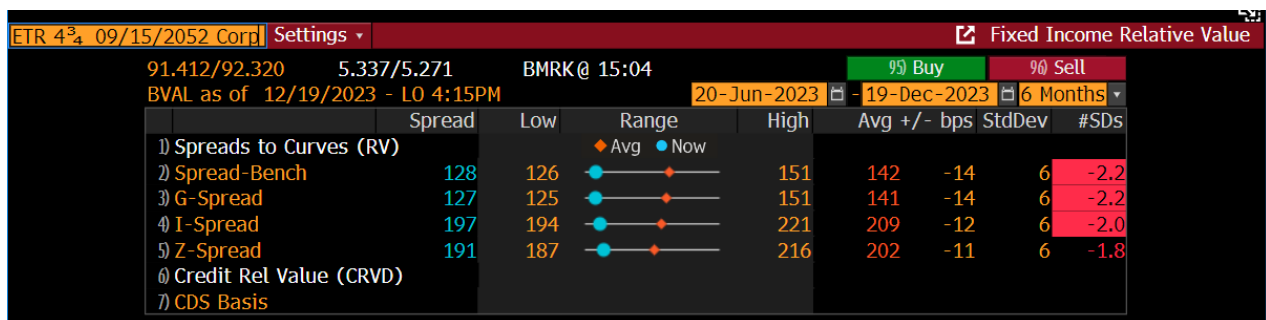 ETR 4 ¾ 09/15/2052 Corp Settings Fixed Income Relative Value
91.412/92.320 5.337/5.271 BMRK@ 15:04 95) Buy 96) Sell
BVAL as of 12/19/2023 - LO 4:15PM 20-Jun-2023 - 19-Dec-2023 6 Months
Spread Low Range High Avg +/- bps StdDev #SDs
1) Spreads to Curves (RV) Avg Now
2) Spread-Bench 128 126 151 142 -14 6 -2.2
3) G-Spread 127 125 151 141 -14 6 -2.2
4) I-Spread 197 194 221 209 -12 6 -2.0
5) Z-Spread 191 187 216 202 -11 6 -1.8
6) Credit Rel Value (CRVD)
7) CDS Basis